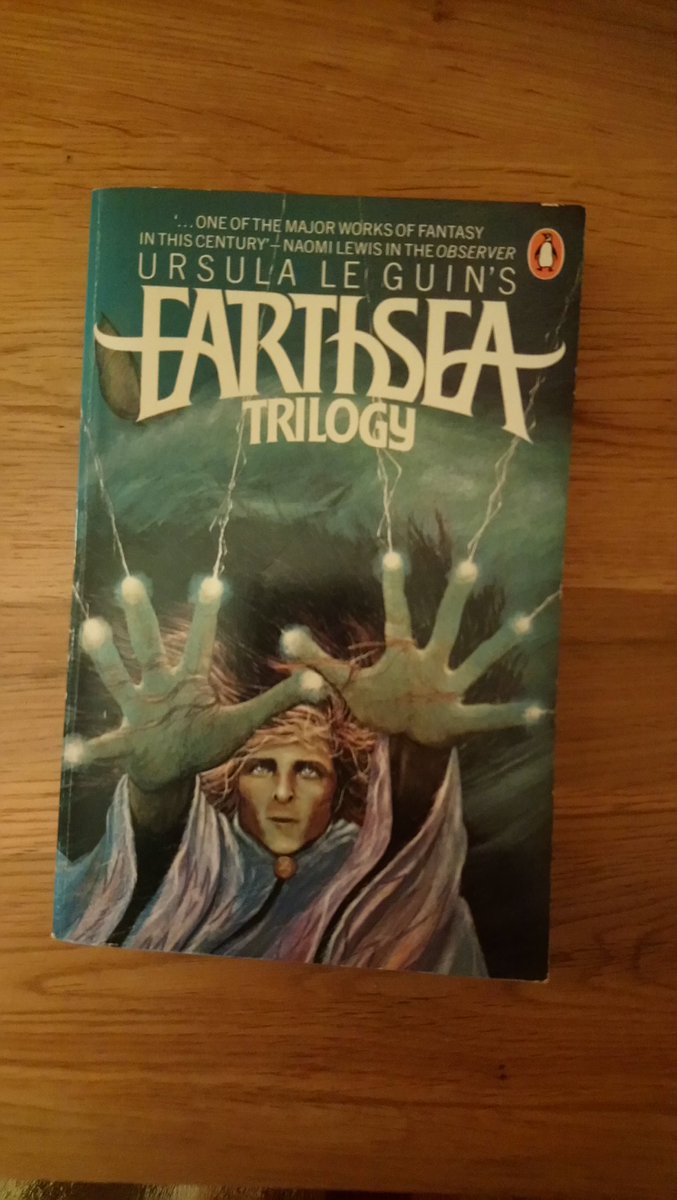 '...ONE OF THE MAJOR WORKS OF FANTASY
IN THIS CENTURY'—NAOMI LEWIS IN THE OBSERVER
URSULA LE GUIN'S
EARTHSEA
TRILOGY